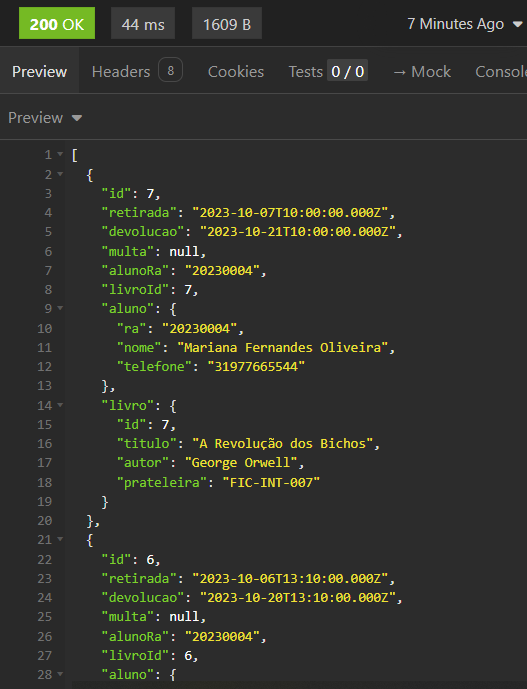 200 OK 44 ms 1609 B 7 Minutes Ago
Preview Headers 8 Cookies Tests 0 / 0 → Mock Consol
Preview
1 [
2 {
3 "id": 7,
4 "retirada": "2023-10-07T10:00:00.000Z",
5 "devolucao": "2023-10-21T10:00:00.000Z",
6 "multa": null,
7 "alunoRa": "20230004",
8 "livroId": 7,
9 "aluno": {
10 "ra": "20230004",
11 "nome": "Mariana Fernandes Oliveira",
12 "telefone": "31977665544"
13 },
14 "livro": {
15 "id": 7,
16 "titulo": "A Revolução dos Bichos",
17 "autor": "George Orwell",
18 "prateleira": "FIC-INT-007"
19 }
20 },
21 {
22 "id": 6,
23 "retirada": "2023-10-06T13:10:00.000Z",
24 "devolucao": "2023-10-20T13:10:00.000Z",
25 "multa": null,
26 "alunoRa": "20230004",
27 "livroId": 6,
28 "aluno": {